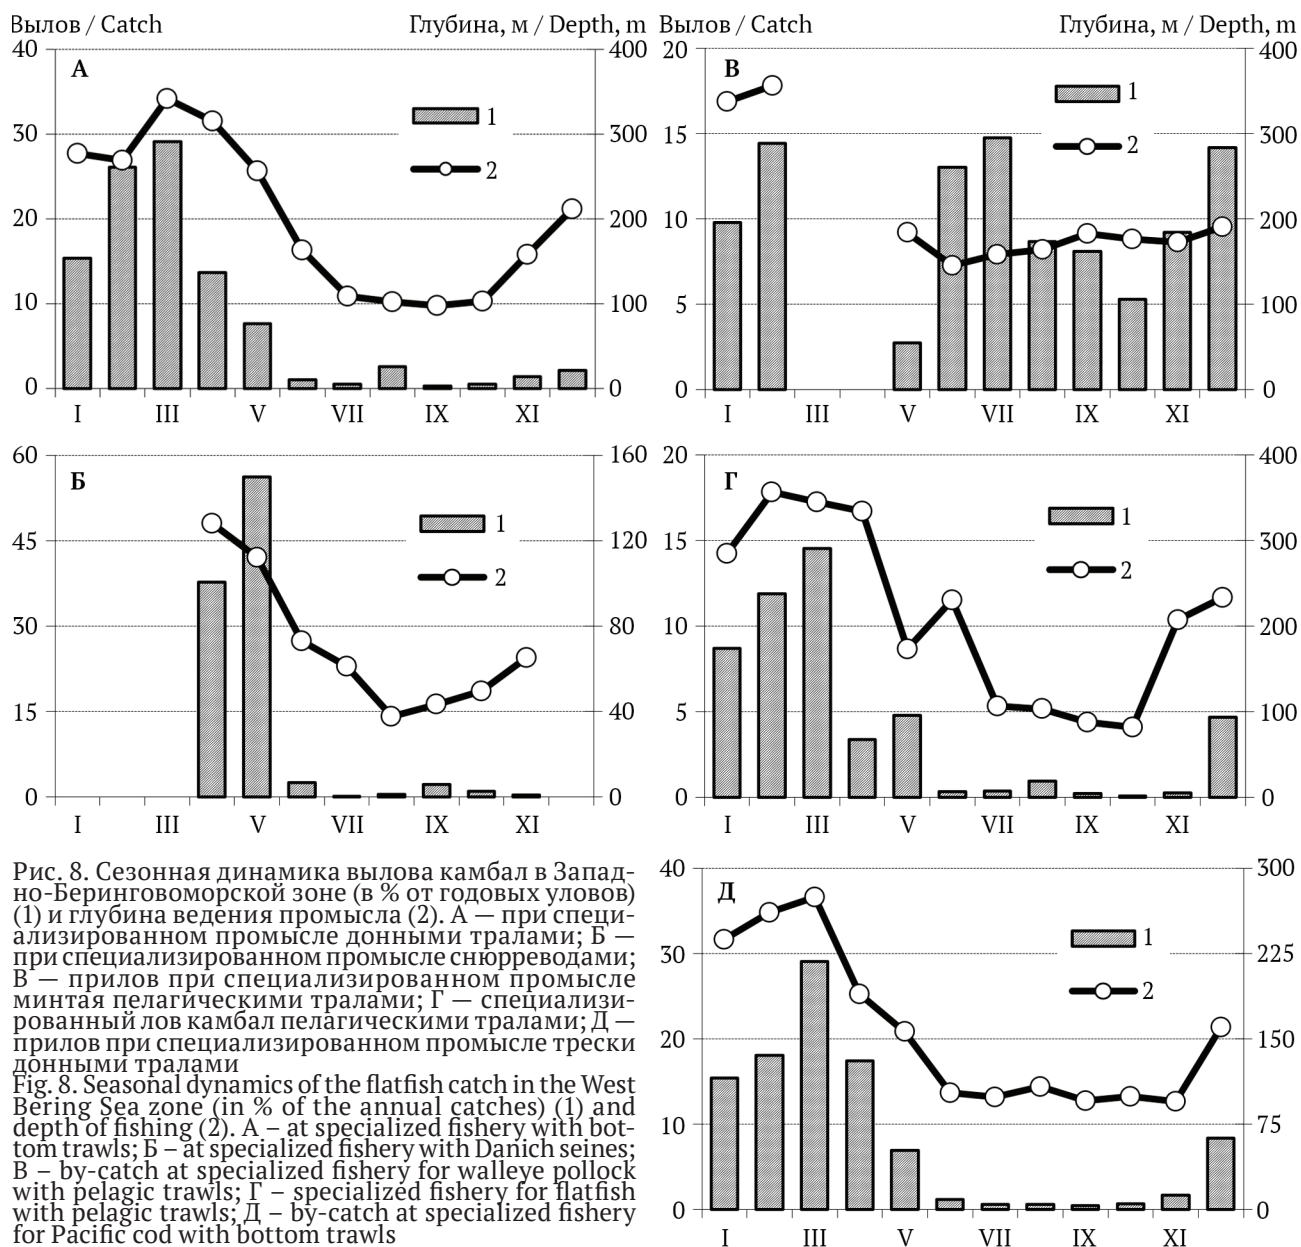 Вылов / Catch
Глубина, м / Depth, m
40
400
А
30
300
20
200
10
100
0
0
1
2
I
III
V
VII
IX
XI
Вылов / Catch
Глубина, м / Depth, m
20
400
В
15
300
10
200
5
100
0
0
1
2
I
III
V
VII
IX
XI
60
160
Б
45
120
30
80
15
40
0
0
1
2
I
III
V
VII
IX
XI
20
400
Г
15
300
10
200
5
100
0
0
1
2
I
III
V
VII
IX
XI
40
300
Д
30
225
20
150
10
75
0
0
1
2
I
III
V
VII
IX
XI
Рис. 8. Сезонная динамика вылова камбал в Запад-
но-Беринговоморской зоне (в % от годовых уловов)
(1) и глубина ведения промысла (2). А — при специ-
ализированном промысле донными тралами; Б —
при специализированном промысле снюрреводами;
В — прилов при специализированном промысле
минтая пелагическими тралами; Г — специализи-
рованный лов камбал пелагическими тралами; Д —
прилов при специализированном промысле трески
донными тралами
Fig. 8. Seasonal dynamics of the flatfish catch in the West
Bering Sea zone (in % of the annual catches) (1) and
depth of fishing (2). А – at specialized fishery with bot-
tom trawls; Б – at specialized fishery with Danich seines;
В – by-catch at specialized fishery for walleye pollock
with pelagic trawls; Г – specialized fishery for flatfish
with pelagic trawls; Д – by-catch at specialized fishery
for Pacific cod with bottom trawls